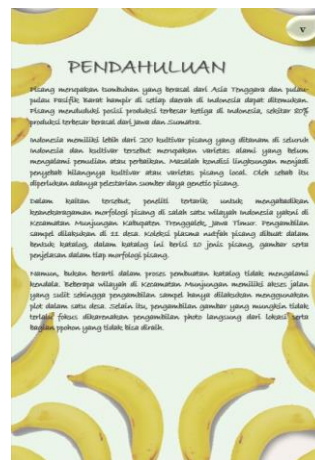 v
PENDAHULUAN
Pisang merupakan tumbuhan yang berasal dari Asia Tenggara dan pulau-
pulau Pasifik Barat hampir di setiap daerah di Indonesia dapat ditemukan.
Pisang menduduki posisi produksi terbesar ketiga di Indonesia, sekitar 80%
produksi terbesar berasal dari Jawa dan Sumatra.
Indonesia memiliki lebih dari 200 kultivar pisang yang ditanam di seluruh
Indonesia dan kultivar tersebut merupakan varietas alami yang belum
mengalami pemulian atau perbaikan. Masalah kondisi lingkungan menjadi
penyebab hilangnya kultivar atau varietas pisang local. Oleh sebab itu
diperlukan adanya pelestarian sumber daya genetic pisang.
Dalam kaitan tersebut, peneliti tertarik untuk mengabadikan
keanekaragaman morfologi pisang di salah satu wilayah Indonesia yakni di
Kecamatan Munjungan Kabupaten Trenggalek, Jawa Timur. Pengambilan
sampel dilakukan di 11 desa. Koleksi plasma nutfah pisang dibuat dalam
bentuk katalog, dalam katalog ini berisi 10 jenis pisang, gambar serta
penjelasan dalam tiap morfologi pisang.
Namun, bukan berarti dalam proses pembuatan katalog tidak mengalami
kendala. Beberapa wilayah di Kecamatan Munjungan memiliki akses jalan
yang sulit sehingga pengambilan sampel hanya dilakukan menggunakan
plot dalam satu desa. Selain itu, pengambilan gambar yang mungkin tidak
terlalu fokus dikarenakan pengambilan photo langsung dari lokasi serta
bagian ppohon yang tidak bisa diraih.